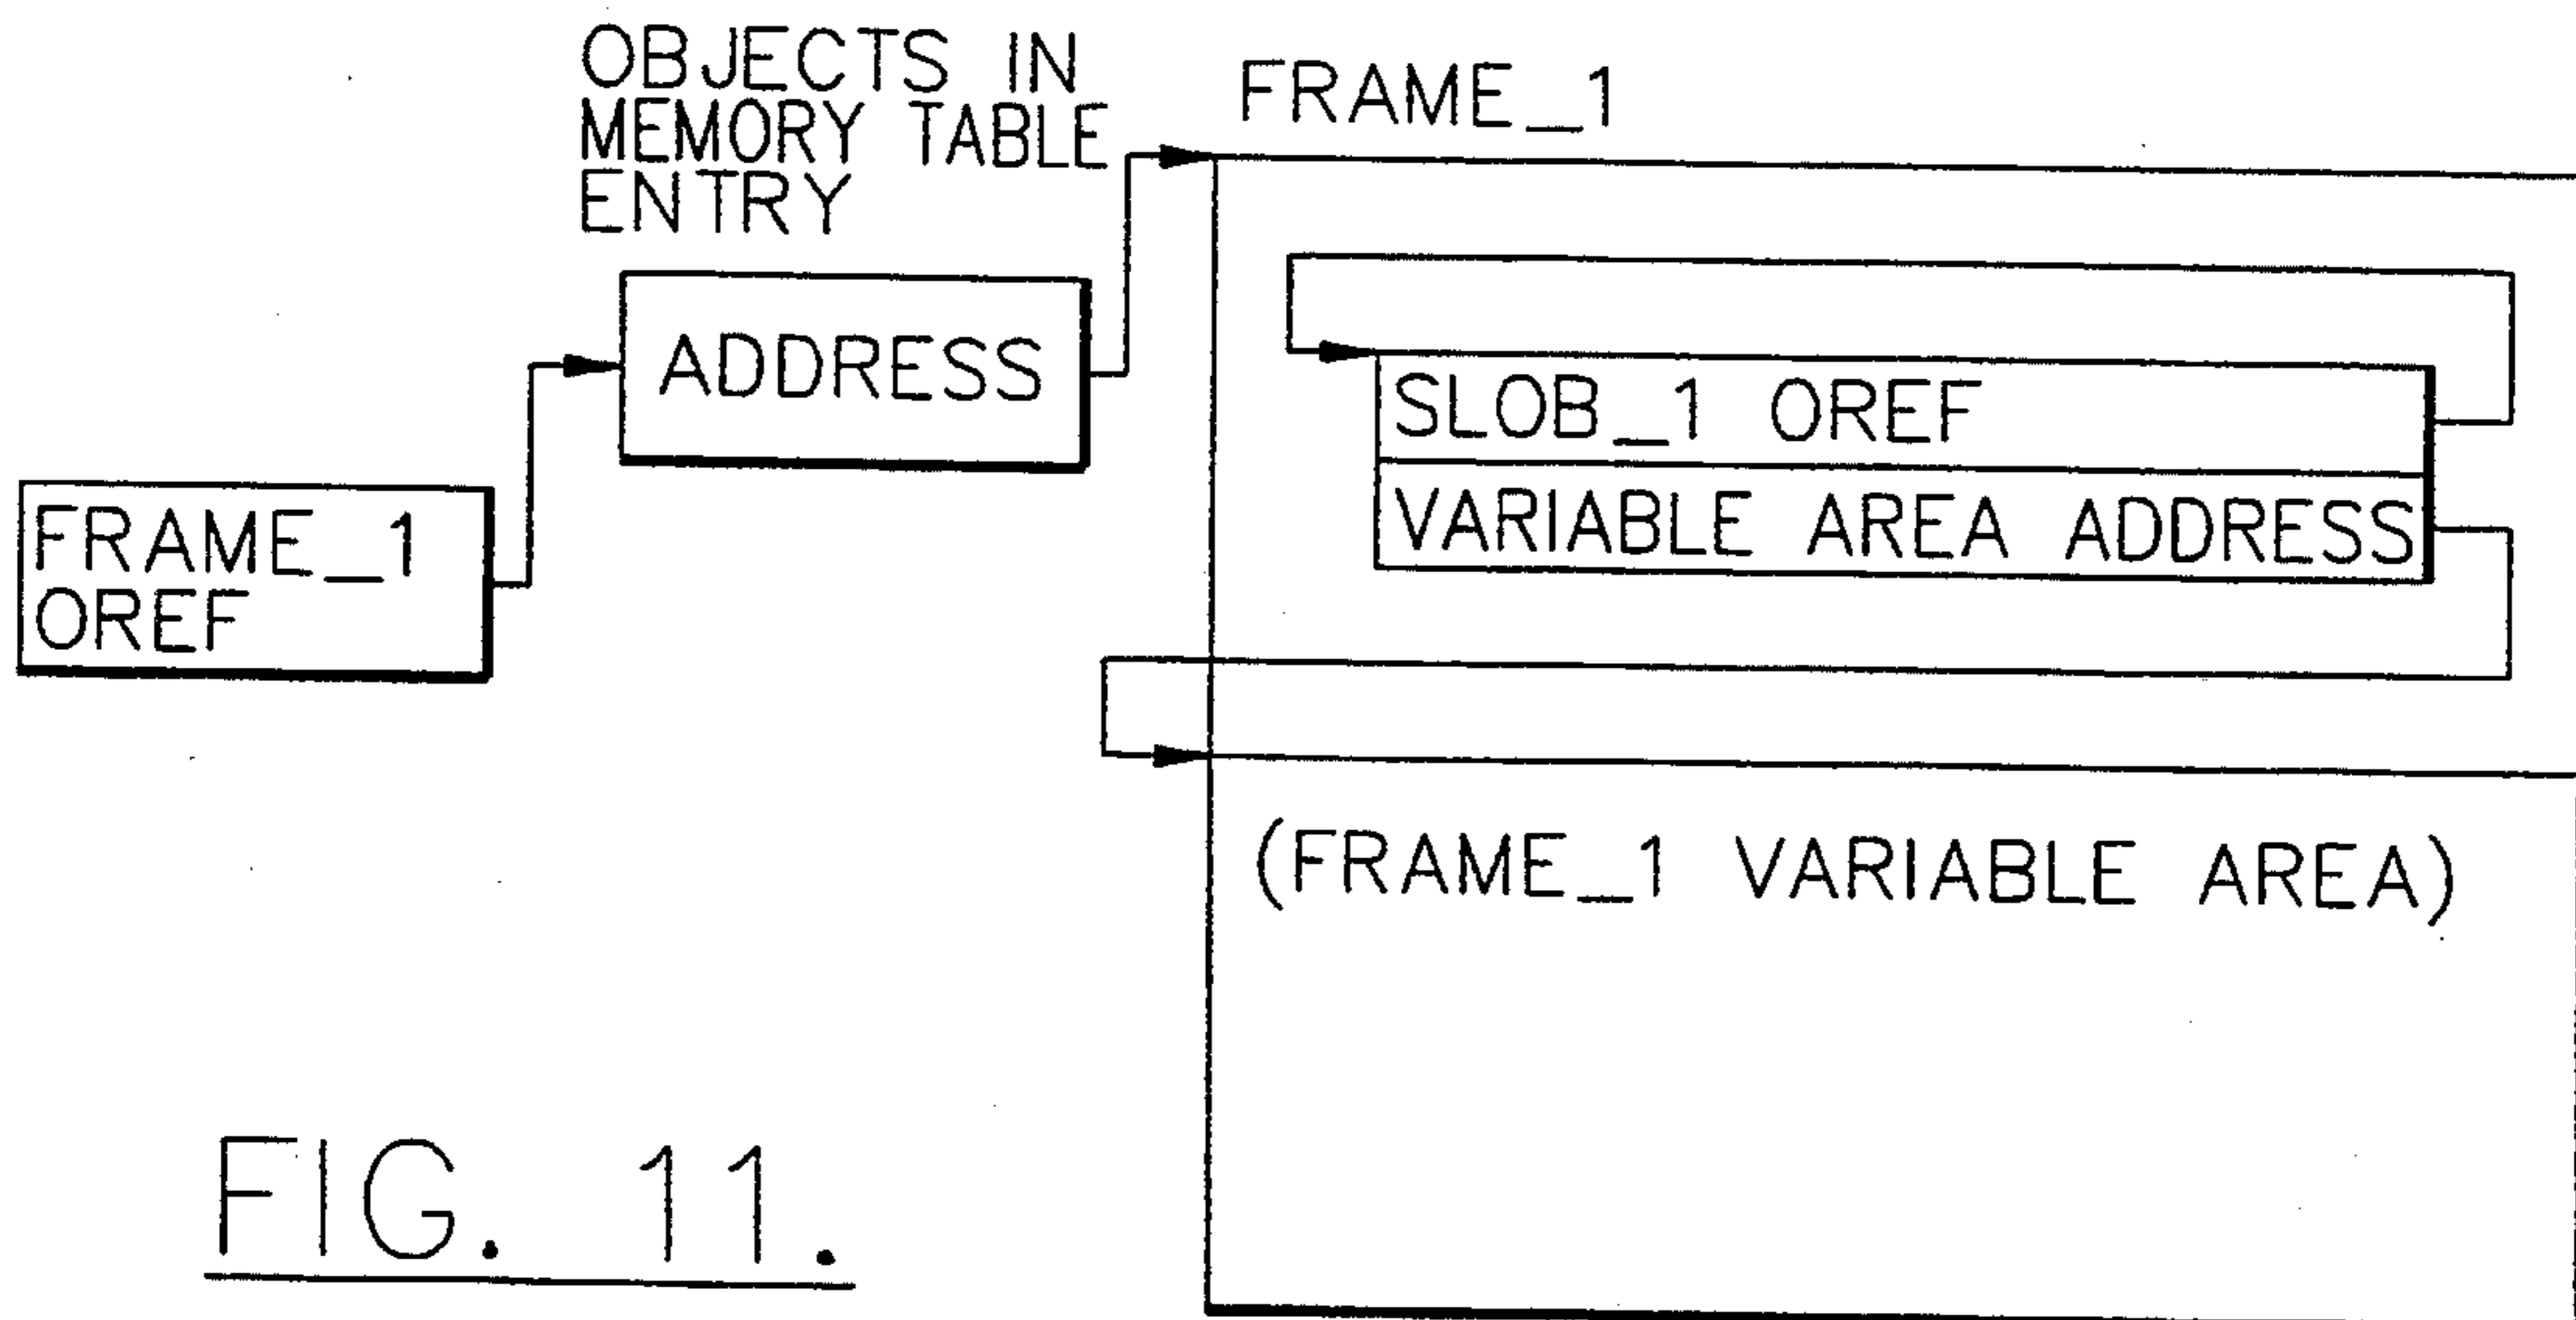 OBJECTS IN
MEMORY TABLE
ENTRY
FRAME_1
ADDRESS
SLOB_1 OREF
VARIABLE AREA ADDRESS
FRAME_1
OREF
(FRAME_1 VARIABLE AREA)
FIG. 11.